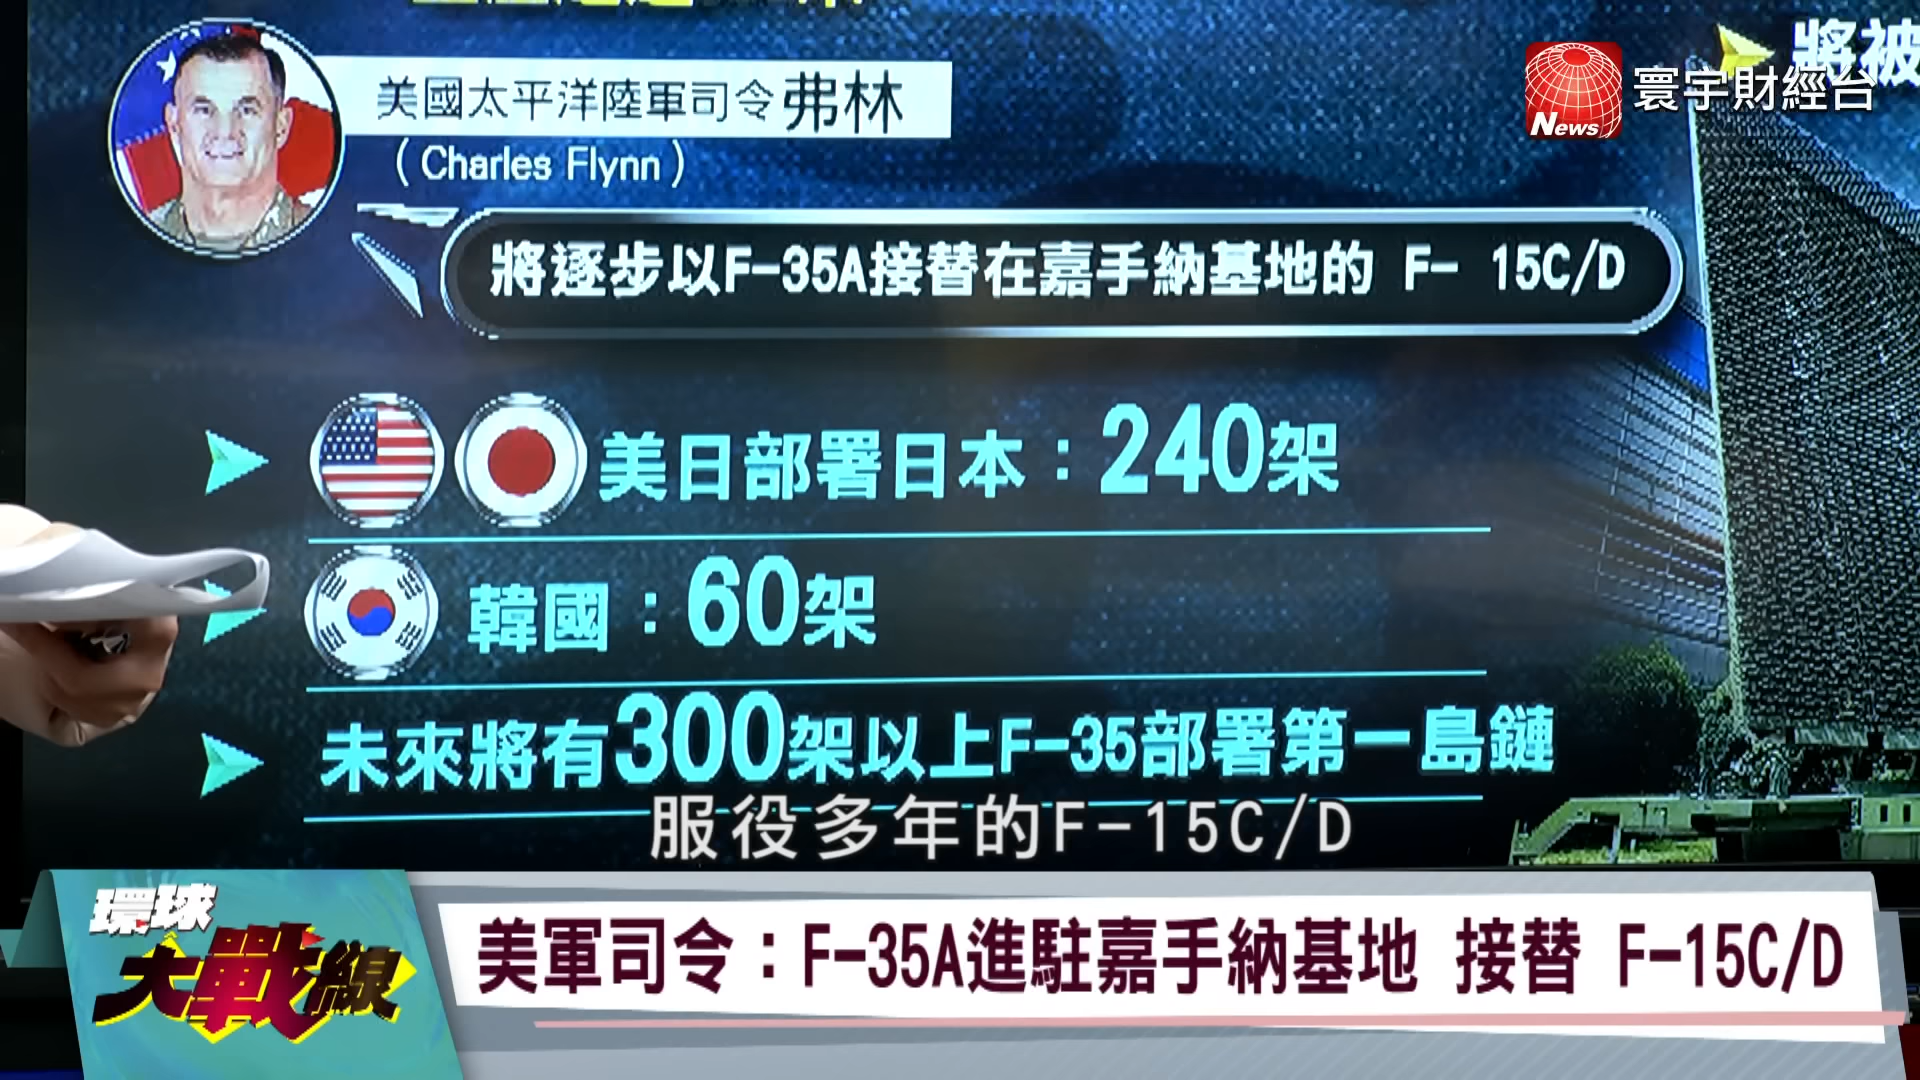 將被
News 寰宇財經台
美國太平洋陸軍司令弗林
(Charles Flynn)
將逐步以F-35A接替在嘉手納基地的 F- 15C/D
美日部署日本：240架
韓國：60架
未來將有300架以上F-35部署第一島鏈
服役多年的F-15C/D
環球
大戰線
美軍司令：F-35A進駐嘉手納基地 接替 F-15C/D